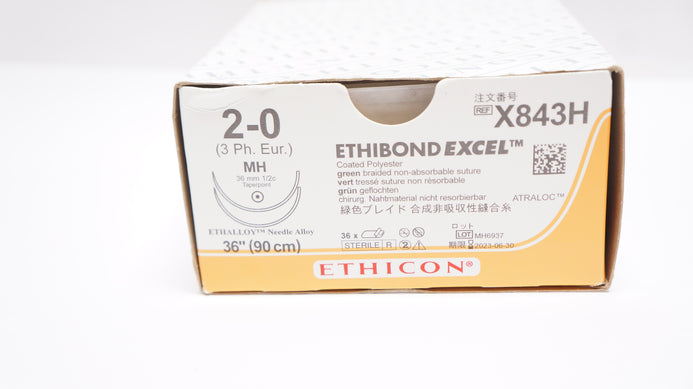 2-0
(3 Ph. Eur.)
MH
36 mm 1/2c
Taperpoint
ETHALLOY™ Needle Alloy
36" (90 cm)
注文番号
REF X843H
ETHIBOND EXCEL™
Coated Polyester
green braided non-absorbable suture
vert tressé suture non résorbable
grün geflochten
chirurg. Nahtmaterial nicht resorbierbar
ATRALOC™
緑色ブレイド 合成非吸収性縫合糸
36 x
STERILE R
2
ロット
LOT MH6937
期限 2023-06-30
ETHICON®